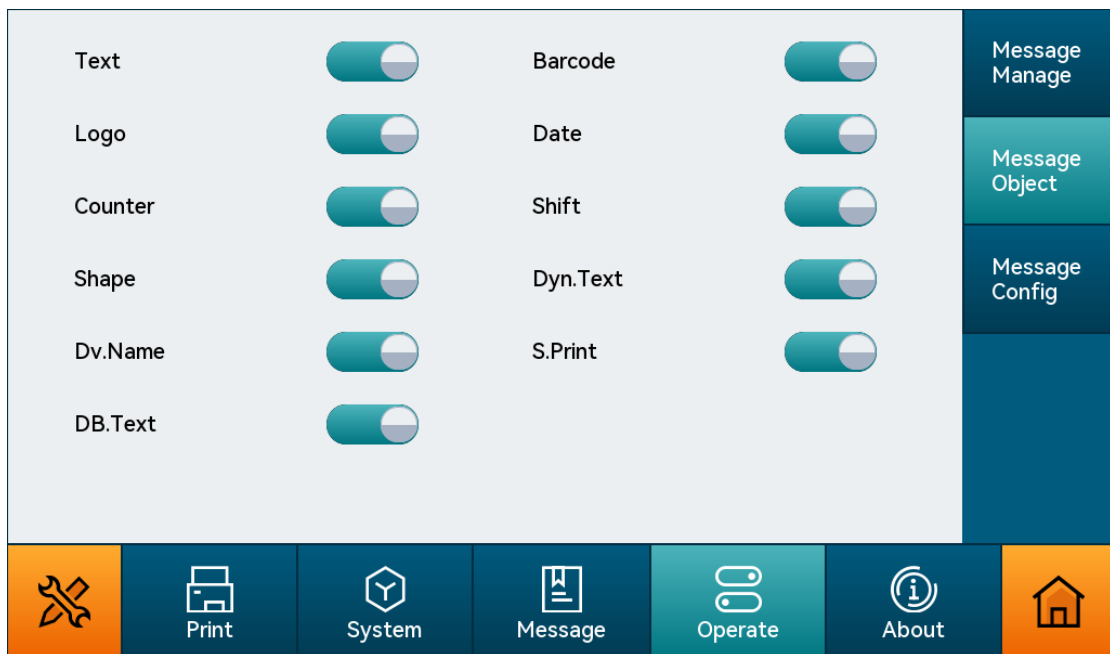 Text
Barcode
Logo
Date
Counter
Shift
Shape
Dyn.Text
Dv.Name
S.Print
DB.Text
Message
Manage
Message
Object
Message
Config
Print
System
Message
Operate
About